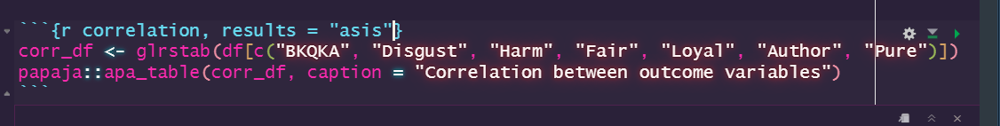 ```{r correlation, results = "asis"}
corr_df <- glrstab(df[c("BKQKA", "Disgust", "Harm", "Fair", "Loyal", "Author", "Pure")])
papaja::apa_table(corr_df, caption = "Correlation between outcome variables")
```